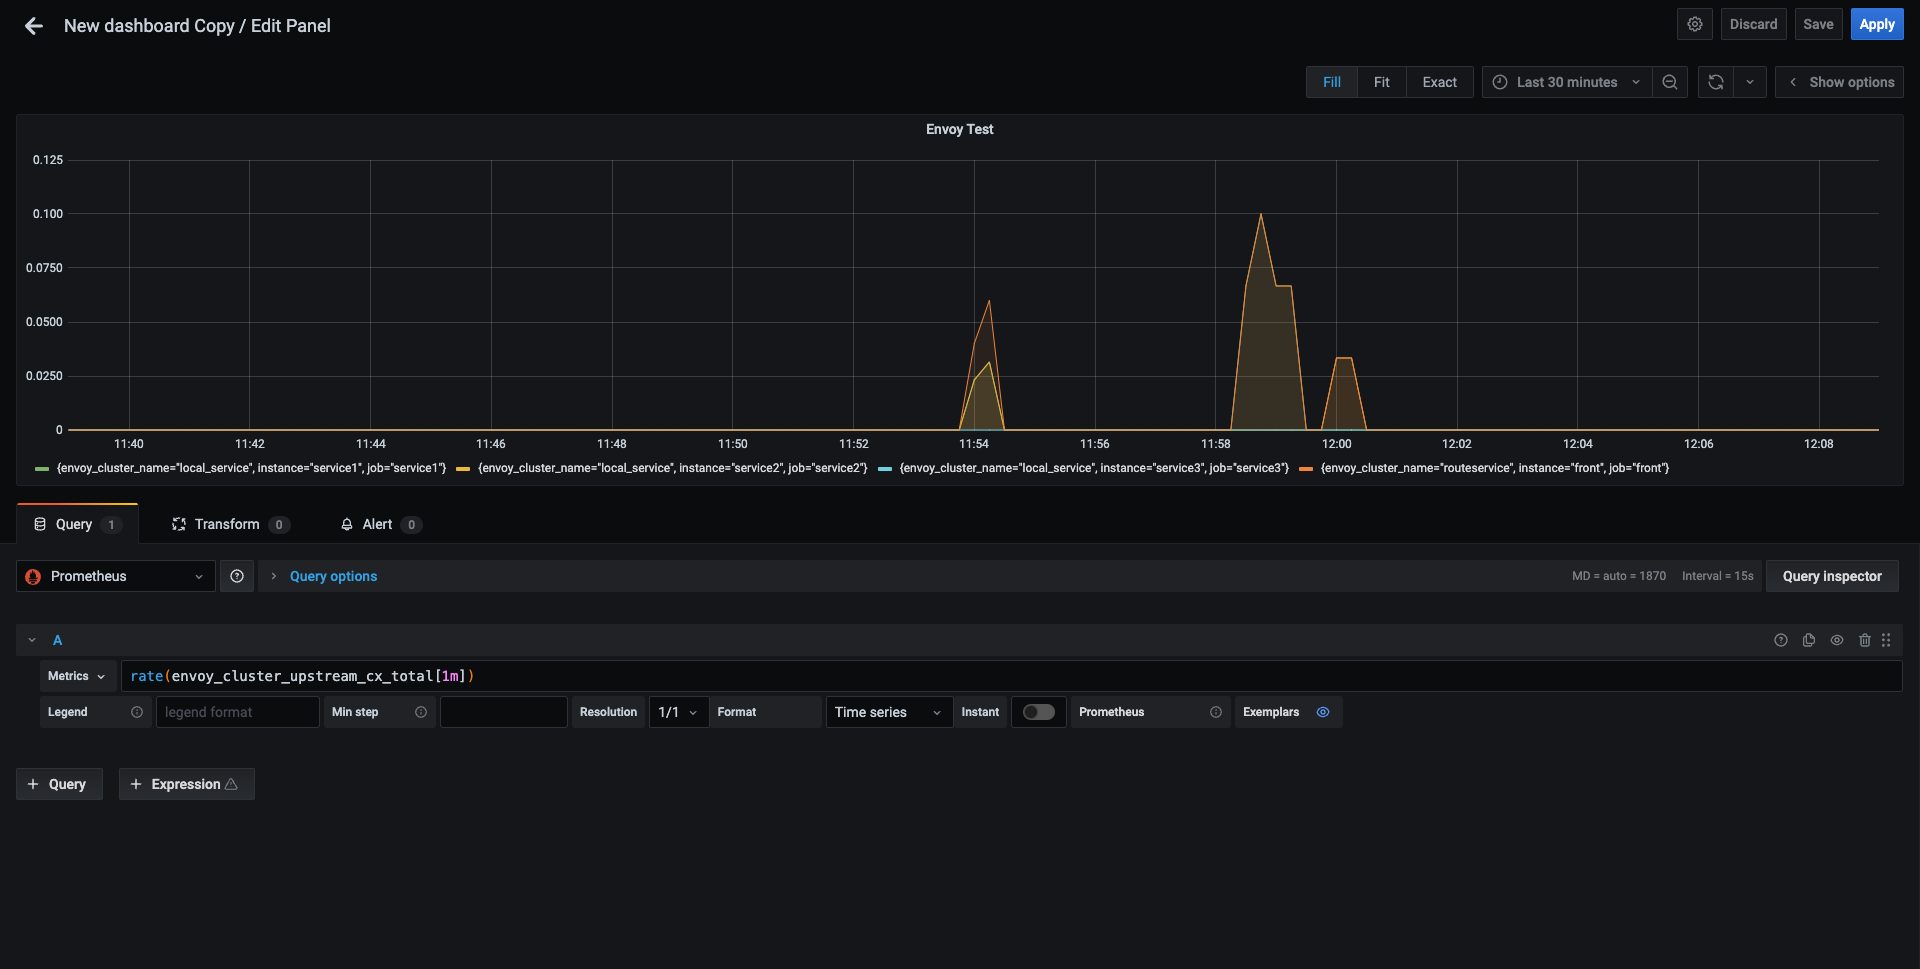 New dashboard Copy / Edit Panel
Discard
Save
Apply
Fill
Fit
Exact
Last 30 minutes
Show options
Envoy Test
0.125
0.100
0.0750
0.0500
0.0250
0
11:40 11:42 11:44 11:46 11:48 11:50 11:52 11:54 11:56 11:58 12:00 12:02 12:04 12:06 12:08
{envoy_cluster_name="local_service", instance="service1", job="service1"} {envoy_cluster_name="local_service", instance="service2", job="service2"} {envoy_cluster_name="local_service", instance="service3", job="service3"} {envoy_cluster_name="routeservice", instance="front", job="front"}
Query 1
Transform 0
Alert 0
Prometheus
Query options
MD = auto = 1870
Interval = 15s
Query inspector
A
Metrics
rate(envoy_cluster_upstream_cx_total[1m])
Legend
legend format
Min step
Resolution
1/1
Format
Time series
Instant
Prometheus
Exemplars
+ Query
+ Expression